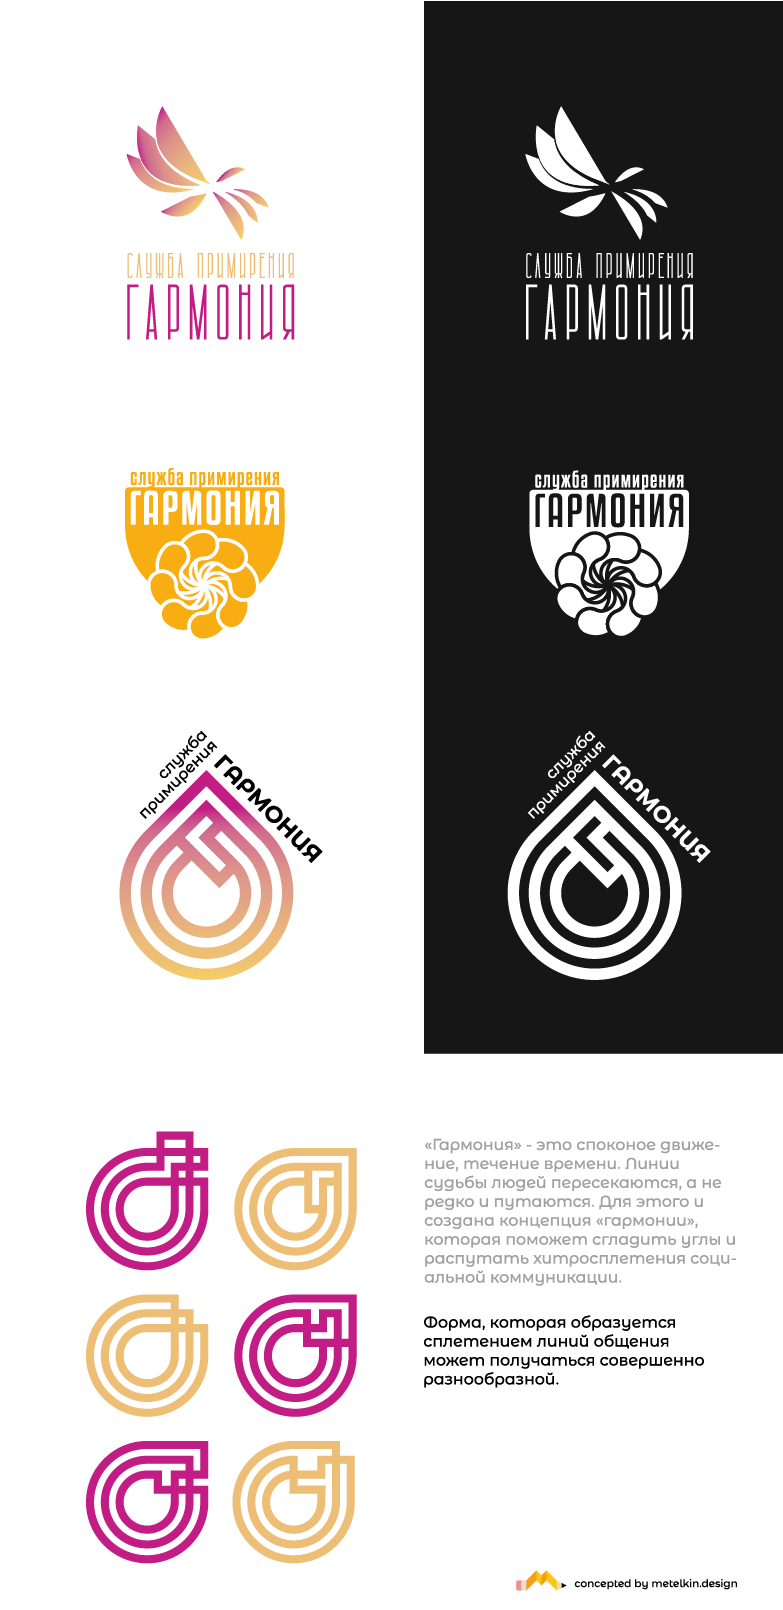 СЛУЖБА ПРИМИРЕНИЯ
ГАРМОНИЯ
СЛУЖБА ПРИМИРЕНИЯ
ГАРМОНИЯ
служба примирения
ГАРМОНИЯ
служба примирения
ГАРМОНИЯ
служба
примирения
ГАРМОНИЯ
служба
примирения
ГАРМОНИЯ
«Гармония» - это споконое движе-
ние, течение времени. Линии
судьбы людей пересекаются, а не
редко и путаются. Для этого и
создана концепция «гармонии»,
которая поможет сгладить углы и
распутать хитросплетения соци-
альной коммуникации.
Форма, которая образуется
сплетением линий общения
может получаться совершенно
разнообразной.
concepted by metelkin.design